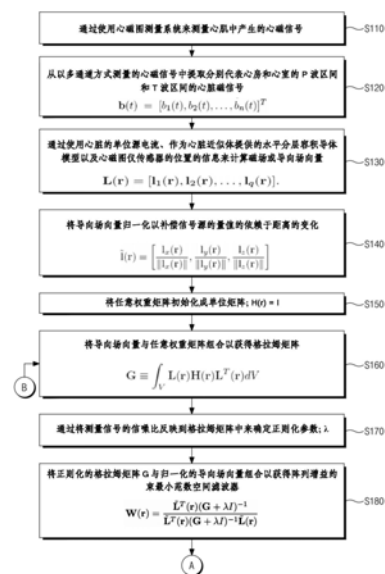 通过使用心磁图测量系统来测量心肌中产生的心磁信号
S110
从以多通道方式测量的心磁信号中提取分别代表心房和心室的 P 波区间
和 T 波区间的心脏磁信号
b(t) = [b₁(t), b₂(t), . . . , bₙ(t)]ᵀ
S120
通过使用心脏的单位源电流、作为心脏近似体提供的水平分层容积导体
模型以及心磁图仪传感器的位置的信息来计算磁场或导向场向量
L(r) = [l₁(r), l₂(r), . . . , l_q(r)].
S130
将导向场向量归一化以补偿信号源的量值的依赖于距离的变化
l̃(r) = [l_x(r)/‖l_x(r)‖, l_y(r)/‖l_y(r)‖, l_z(r)/‖l_z(r)‖]
S140
将任意权重矩阵初始化成单位矩阵; H(r) = I
S150
将导向场向量与任意权重矩阵组合以获得格拉姆矩阵
G ≡ ∫_V L(r)H(r)Lᵀ(r)dV
S160
B
通过将测量信号的信噪比反映到格拉姆矩阵中来确定正则化参数; λ
S170
将正则化的格拉姆矩阵 G 与归一化的导向场向量组合以获得阵列增益约
束最小范数空间滤波器
W(r) = L̃ᵀ(r)(G + λI)⁻¹ / L̃ᵀ(r)(G + λI)⁻¹L̃(r)
S180
A